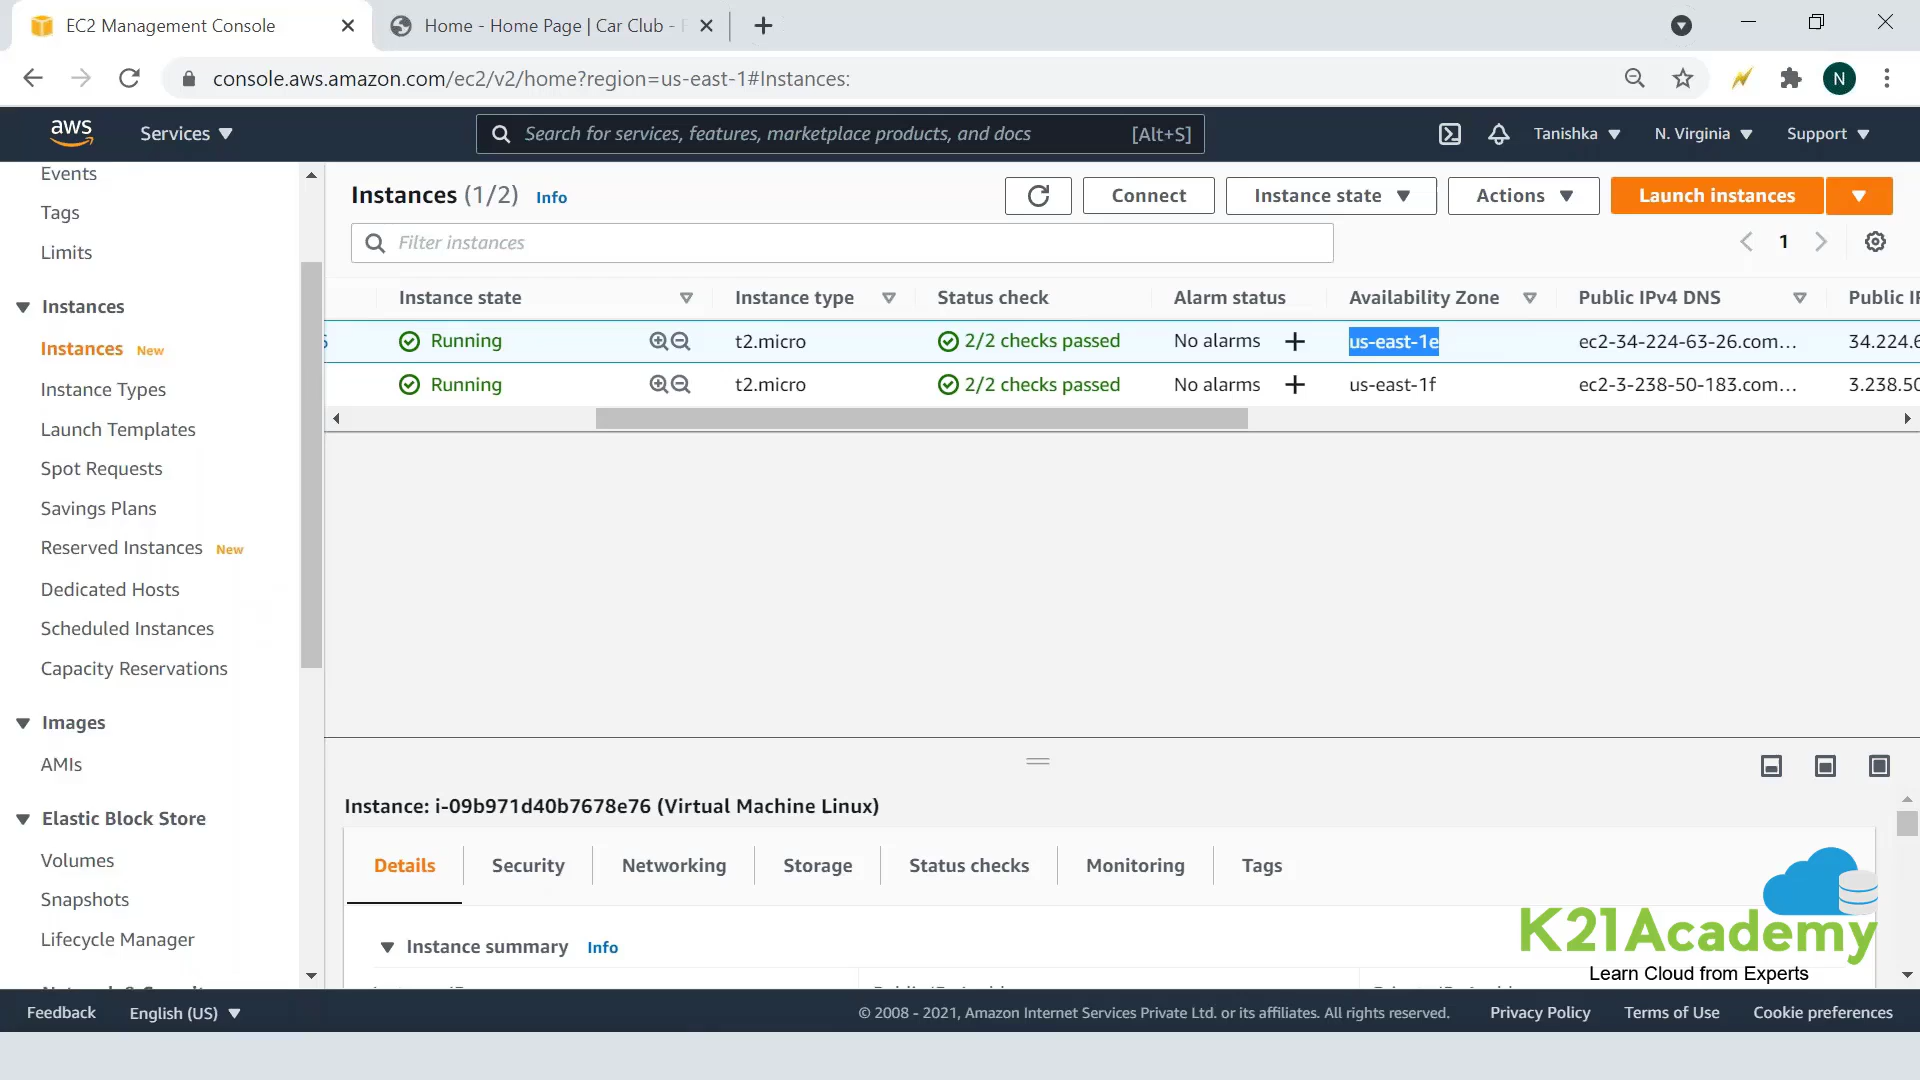 EC2 Management Console
Home - Home Page | Car Club -
console.aws.amazon.com/ec2/v2/home?region=us-east-1#Instances:
N
aws
Services
Search for services, features, marketplace products, and docs [Alt+S]
Tanishka
N. Virginia
Support
Events
Tags
Limits
Instances
Instances New
Instance Types
Launch Templates
Spot Requests
Savings Plans
Reserved Instances New
Dedicated Hosts
Scheduled Instances
Capacity Reservations
Images
AMIs
Elastic Block Store
Volumes
Snapshots
Lifecycle Manager
Instances (1/2) Info
Connect
Instance state
Actions
Launch instances
Filter instances
1
Instance state Instance type Status check Alarm status Availability Zone Public IPv4 DNS Public
Running t2.micro 2/2 checks passed No alarms + us-east-1e ec2-34-224-63-26.com... 34.224.6
Running t2.micro 2/2 checks passed No alarms + us-east-1f ec2-3-238-50-183.com... 3.238.50
Instance: i-09b971d40b7678e76 (Virtual Machine Linux)
Details Security Networking Storage Status checks Monitoring Tags
Instance summary Info
K21Academy
Learn Cloud from Experts
Feedback English (US) © 2008 - 2021, Amazon Internet Services Private Ltd. or its affiliates. All rights reserved. Privacy Policy Terms of Use Cookie preferences